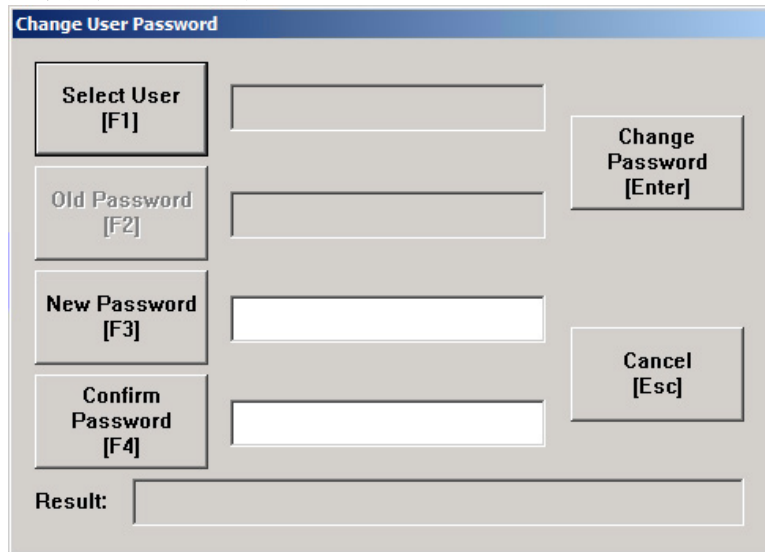 Change User Password
Select User
[F1]
Change
Password
[Enter]
Old Password
[F2]
New Password
[F3]
Cancel
[Esc]
Confirm
Password
[F4]
Result: